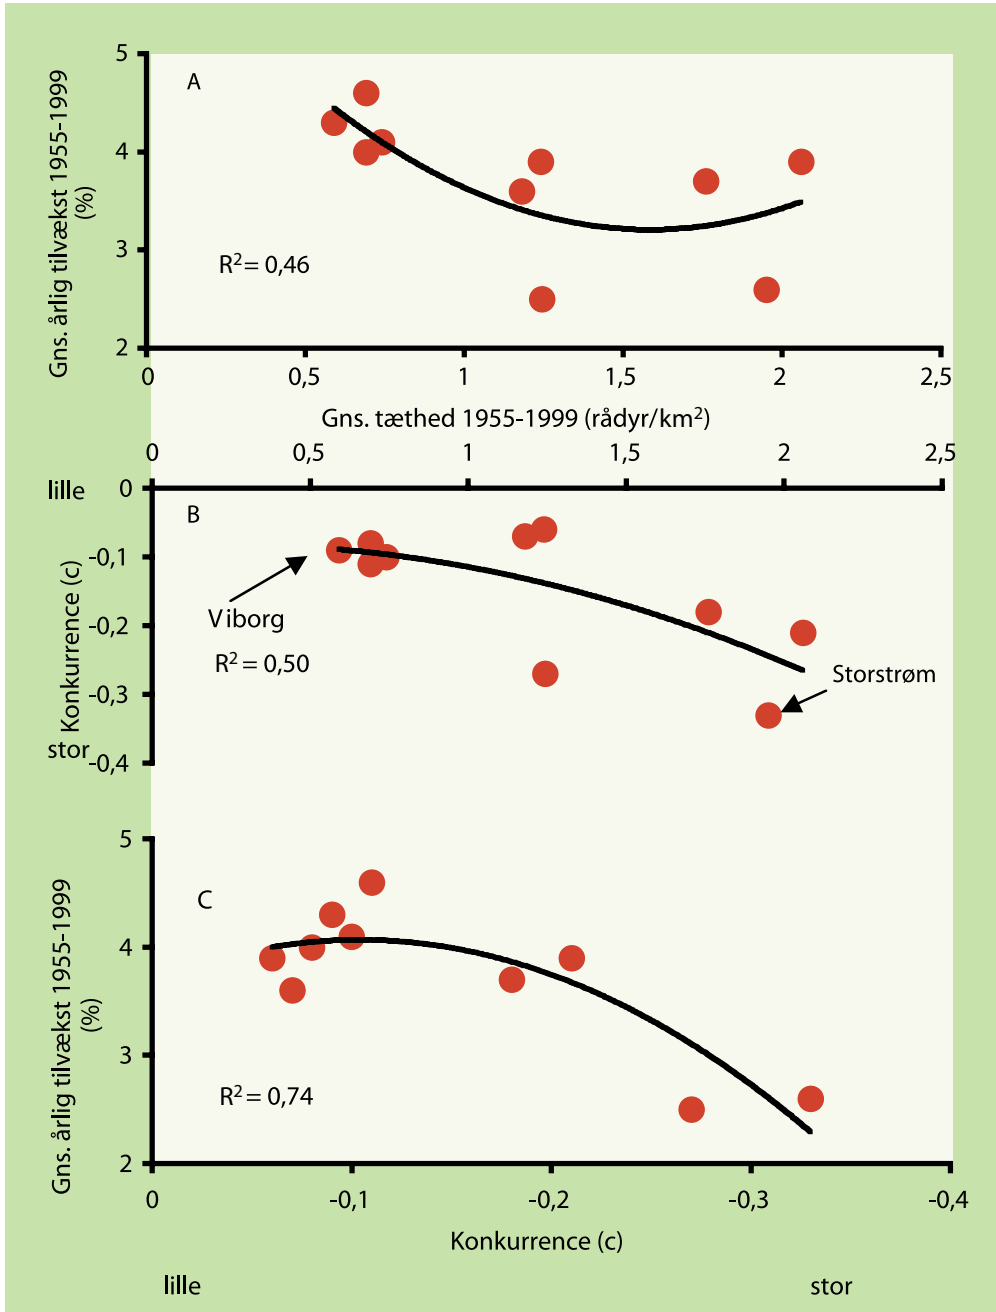 Gns. årlig tilvækst 1955-1999
(%)
5
4
3
2
A
R2 = 0,46
0
0,5
1
1,5
2
2,5
Gns. tæthed 1955-1999 (rådyr/km2)
0
0,5
1
1,5
2
2,5
lille
Konkurrence (c)
stor
0
-0,1
-0,2
-0,3
-0,4
B
Viborg
R2 = 0,50
Storstrøm
Gns. årlig tilvækst 1955-1999
(%)
5
4
3
2
C
R2 = 0,74
0
-0,1
-0,2
-0,3
-0,4
Konkurrence (c)
lille
stor